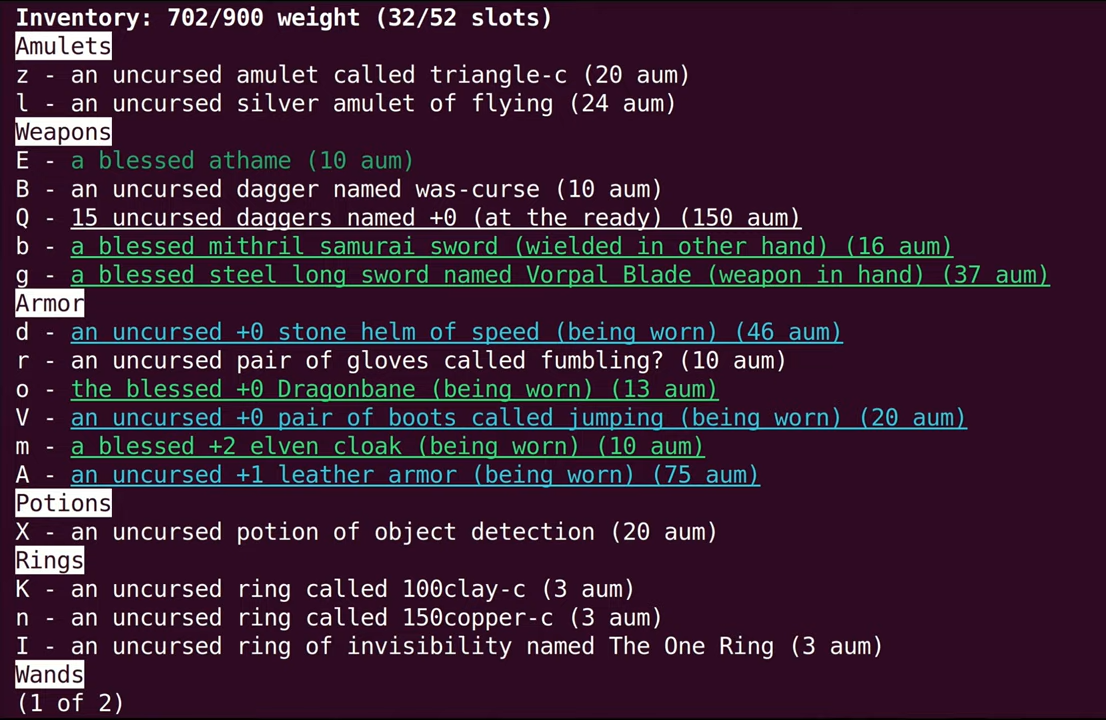 Inventory: 702/900 weight (32/52 slots)
Amulets
z - an uncursed amulet called triangle-c (20 aum)
l - an uncursed silver amulet of flying (24 aum)
Weapons
E - a blessed athame (10 aum)
B - an uncursed dagger named was-curse (10 aum)
Q - 15 uncursed daggers named +0 (at the ready) (150 aum)
b - a blessed mithril samurai sword (wielded in other hand) (16 aum)
g - a blessed steel long sword named Vorpal Blade (weapon in hand) (37 aum)
Armor
d - an uncursed +0 stone helm of speed (being worn) (46 aum)
r - an uncursed pair of gloves called fumbling? (10 aum)
o - the blessed +0 Dragonbane (being worn) (13 aum)
V - an uncursed +0 pair of boots called jumping (being worn) (20 aum)
m - a blessed +2 elven cloak (being worn) (10 aum)
A - an uncursed +1 leather armor (being worn) (75 aum)
Potions
X - an uncursed potion of object detection (20 aum)
Rings
K - an uncursed ring called 100clay-c (3 aum)
n - an uncursed ring called 150copper-c (3 aum)
I - an uncursed ring of invisibility named The One Ring (3 aum)
Wands
(1 of 2)